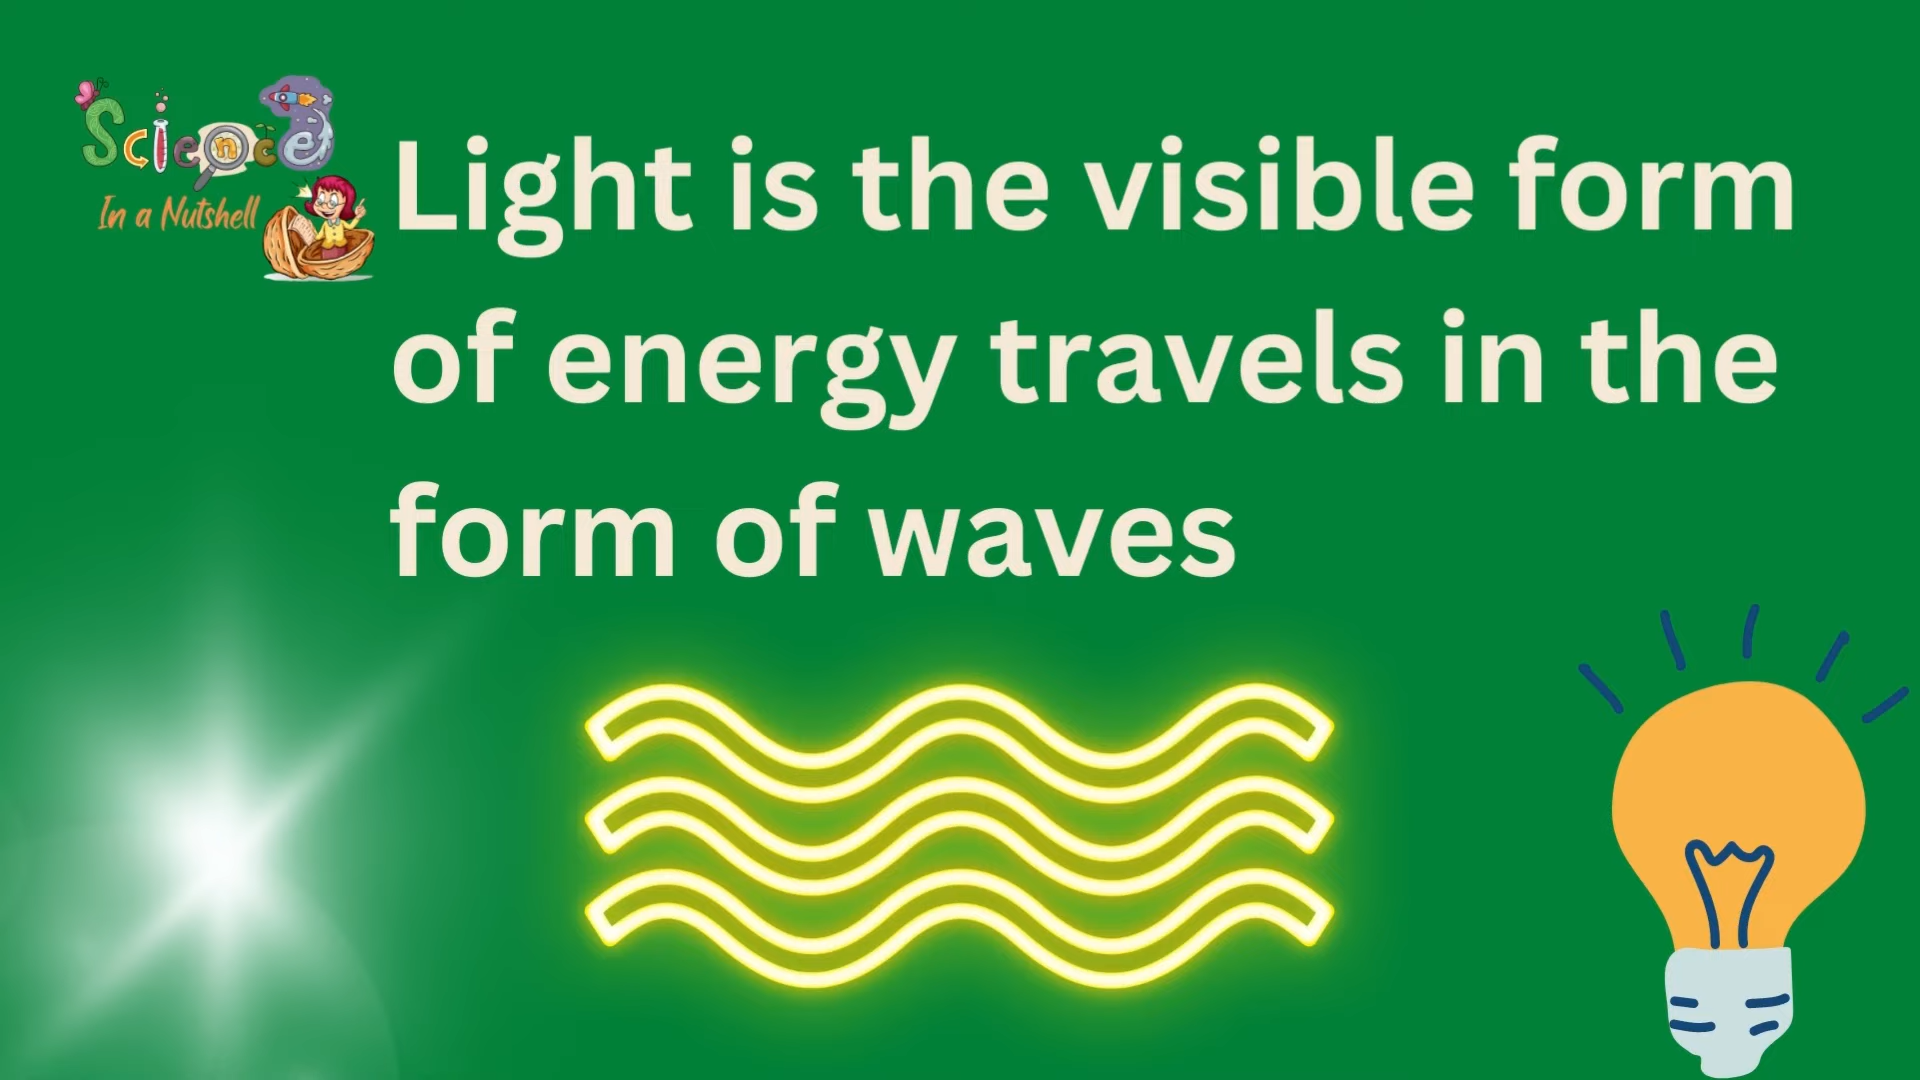 Science
In a Nutshell
Light is the visible form
of energy travels in the
form of waves